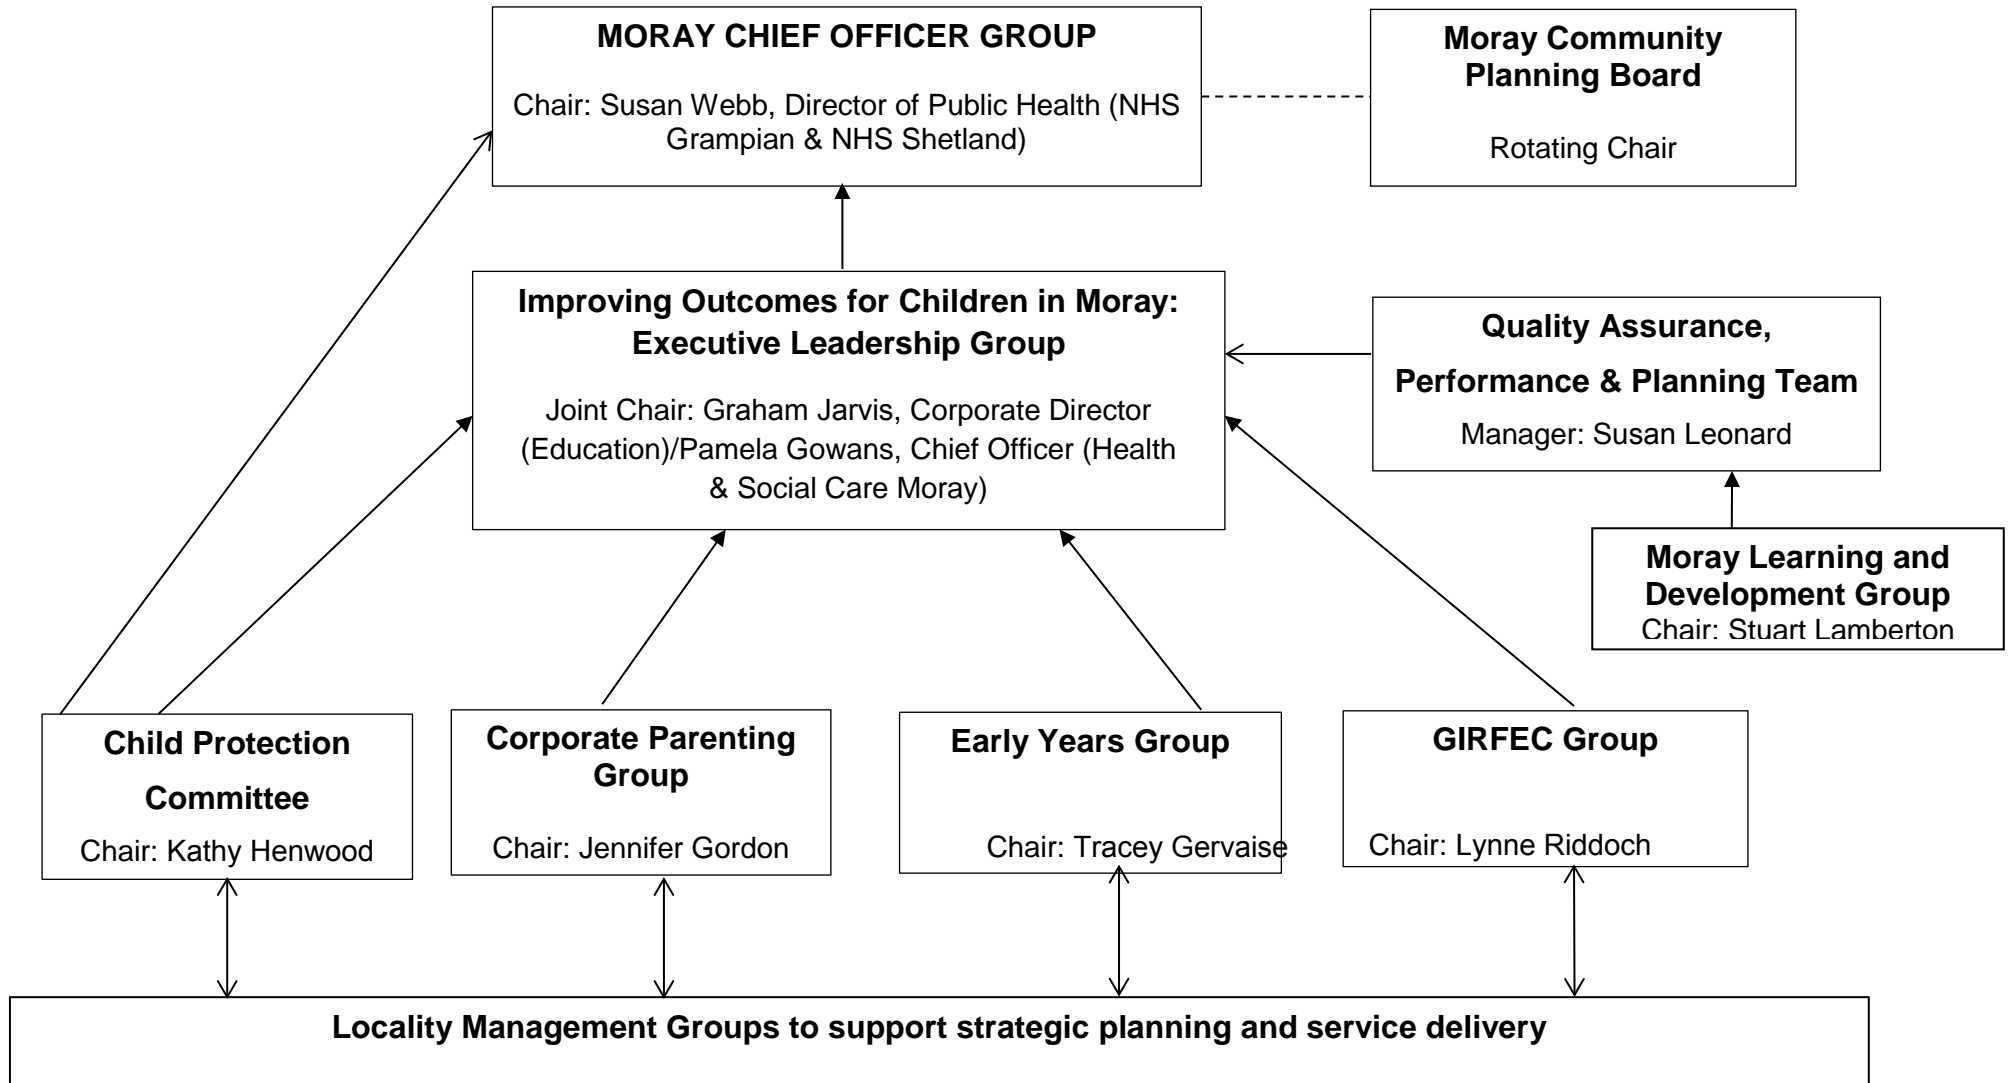 MORAY CHIEF OFFICER GROUP
Chair: Susan Webb, Director of Public Health (NHS
Grampian & NHS Shetland)
Moray Community
Planning Board
Rotating Chair
Improving Outcomes for Children in Moray:
Executive Leadership Group
Joint Chair: Graham Jarvis, Corporate Director
(Education)/Pamela Gowans, Chief Officer (Health
& Social Care Moray)
Quality Assurance,
Performance & Planning Team
Manager: Susan Leonard
Moray Learning and
Development Group
Chair: Stuart Lamberton
Child Protection
Committee
Chair: Kathy Henwood
Corporate Parenting
Group
Chair: Jennifer Gordon
Early Years Group
Chair: Tracey Gervaise
GIRFEC Group
Chair: Lynne Riddoch
Locality Management Groups to support strategic planning and service delivery